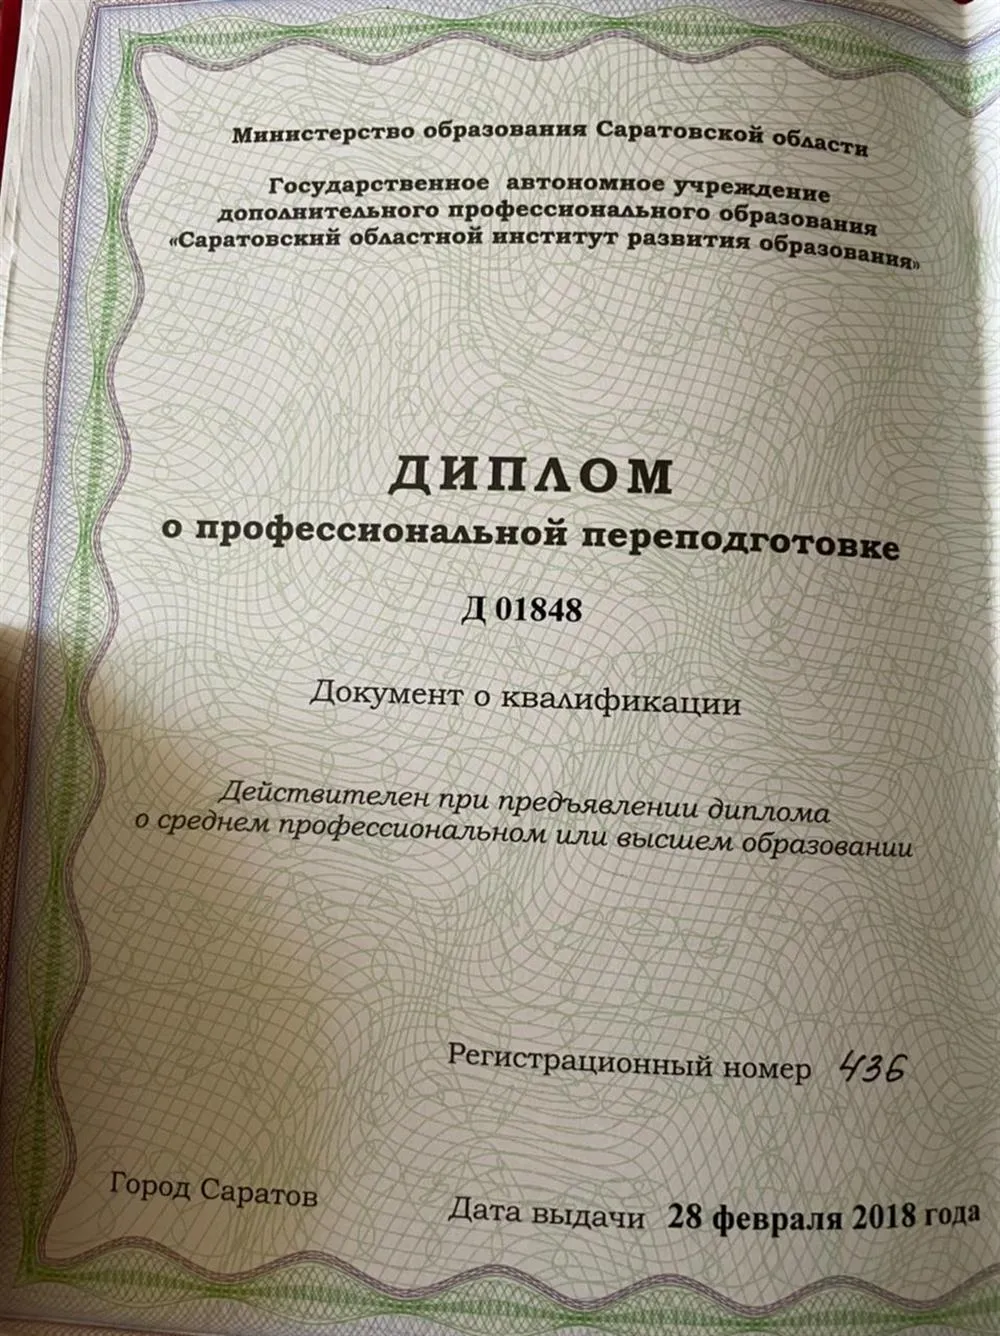 Министерство образования Саратовской области
Государственное автономное учреждение
дополнительного профессионального образования
«Саратовский областной институт развития образования»
ДИПЛОМ
о профессиональной переподготовке
Д 01848
Документ о квалификации
Действителен при предъявлении диплома
о среднем профессиональном или высшем образовании
Регистрационный номер 436
Город Саратов
Дата выдачи 28 февраля 2018 года